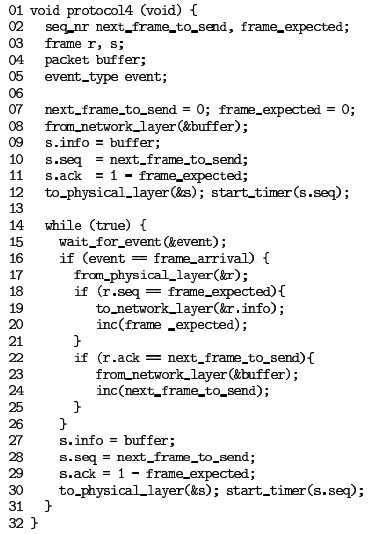 01 void protocol4 (void) {
02 seq_nr next_frame_to_send, frame_expected;
03 frame r, s;
04 packet buffer;
05 event_type event;
06
07 next_frame_to_send = 0; frame_expected = 0;
08 from_network_layer(&buffer);
09 s.info = buffer;
10 s.seq = next_frame_to_send;
11 s.ack = 1 - frame_expected;
12 to_physical_layer(&s); start_timer(s.seq);
13
14 while (true) {
15 wait_for_event(&event);
16 if (event == frame_arrival) {
17 from_physical_layer(&r);
18 if (r.seq == frame_expected){
19 to_network_layer(&r.info);
20 inc(frame _expected);
21 }
22 if (r.ack == next_frame_to_send){
23 from_network_layer(&buffer);
24 inc(next_frame_to_send);
25 }
26 }
27 s.info = buffer;
28 s.seq = next_frame_to_send;
29 s.ack = 1 - frame_expected;
30 to_physical_layer(&s); start_timer(s.seq);
31 }
32 }